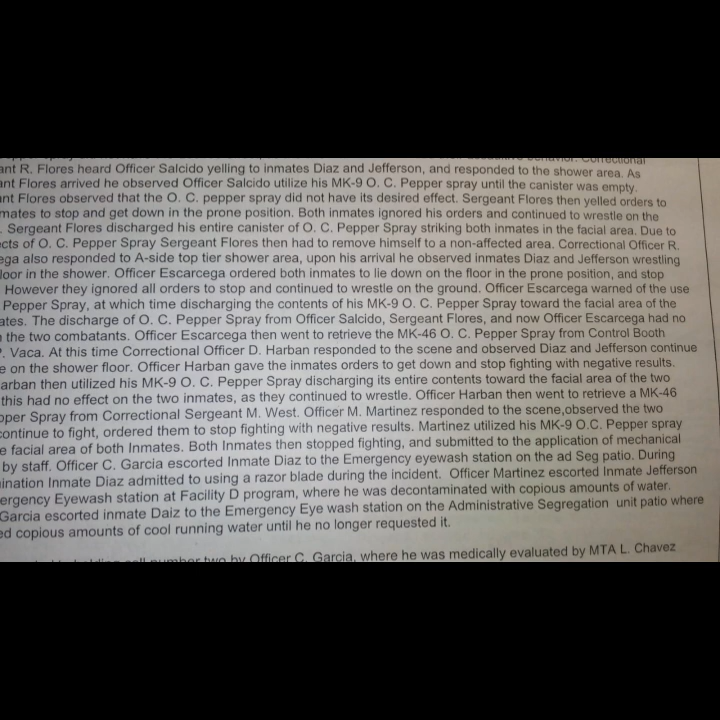 behavior. Correctional
ant R. Flores heard Officer Salcido yelling to inmates Diaz and Jefferson, and responded to the shower area. As
ant Flores arrived he observed Officer Salcido utilize his MK-9 O. C. Pepper spray until the canister was empty.
ant Flores observed that the O. C. pepper spray did not have its desired effect. Sergeant Flores then yelled orders to
mates to stop and get down in the prone position. Both inmates ignored his orders and continued to wrestle on the
. Sergeant Flores discharged his entire canister of O. C. Pepper Spray striking both inmates in the facial area. Due to
cts of O. C. Pepper Spray Sergeant Flores then had to remove himself to a non-affected area. Correctional Officer R.
ega also responded to A-side top tier shower area, upon his arrival he observed inmates Diaz and Jefferson wrestling
loor in the shower. Officer Escarcega ordered both inmates to lie down on the floor in the prone position, and stop
. However they ignored all orders to stop and continued to wrestle on the ground. Officer Escarcega warned of the use
Pepper Spray, at which time discharging the contents of his MK-9 O. C. Pepper Spray toward the facial area of the
ates. The discharge of O. C. Pepper Spray from Officer Salcido, Sergeant Flores, and now Officer Escarcega had no
the two combatants. Officer Escarcega then went to retrieve the MK-46 O. C. Pepper Spray from Control Booth
P. Vaca. At this time Correctional Officer D. Harban responded to the scene and observed Diaz and Jefferson continue
e on the shower floor. Officer Harban gave the inmates orders to get down and stop fighting with negative results.
arban then utilized his MK-9 O. C. Pepper Spray discharging its entire contents toward the facial area of the two
this had no effect on the two inmates, as they continued to wrestle. Officer Harban then went to retrieve a MK-46
pper Spray from Correctional Sergeant M. West. Officer M. Martinez responded to the scene,observed the two
continue to fight, ordered them to stop fighting with negative results. Martinez utilized his MK-9 O.C. Pepper spray
e facial area of both Inmates. Both Inmates then stopped fighting, and submitted to the application of mechanical
by staff. Officer C. Garcia escorted Inmate Diaz to the Emergency eyewash station on the ad Seg patio. During
ination Inmate Diaz admitted to using a razor blade during the incident. Officer Martinez escorted Inmate Jefferson
ergency Eyewash station at Facility D program, where he was decontaminated with copious amounts of water.
Garcia escorted inmate Daiz to the Emergency Eye wash station on the Administrative Segregation unit patio where
ed copious amounts of cool running water until he no longer requested it.
cell number two by Officer C. Garcia, where he was medically evaluated by MTA L. Chavez